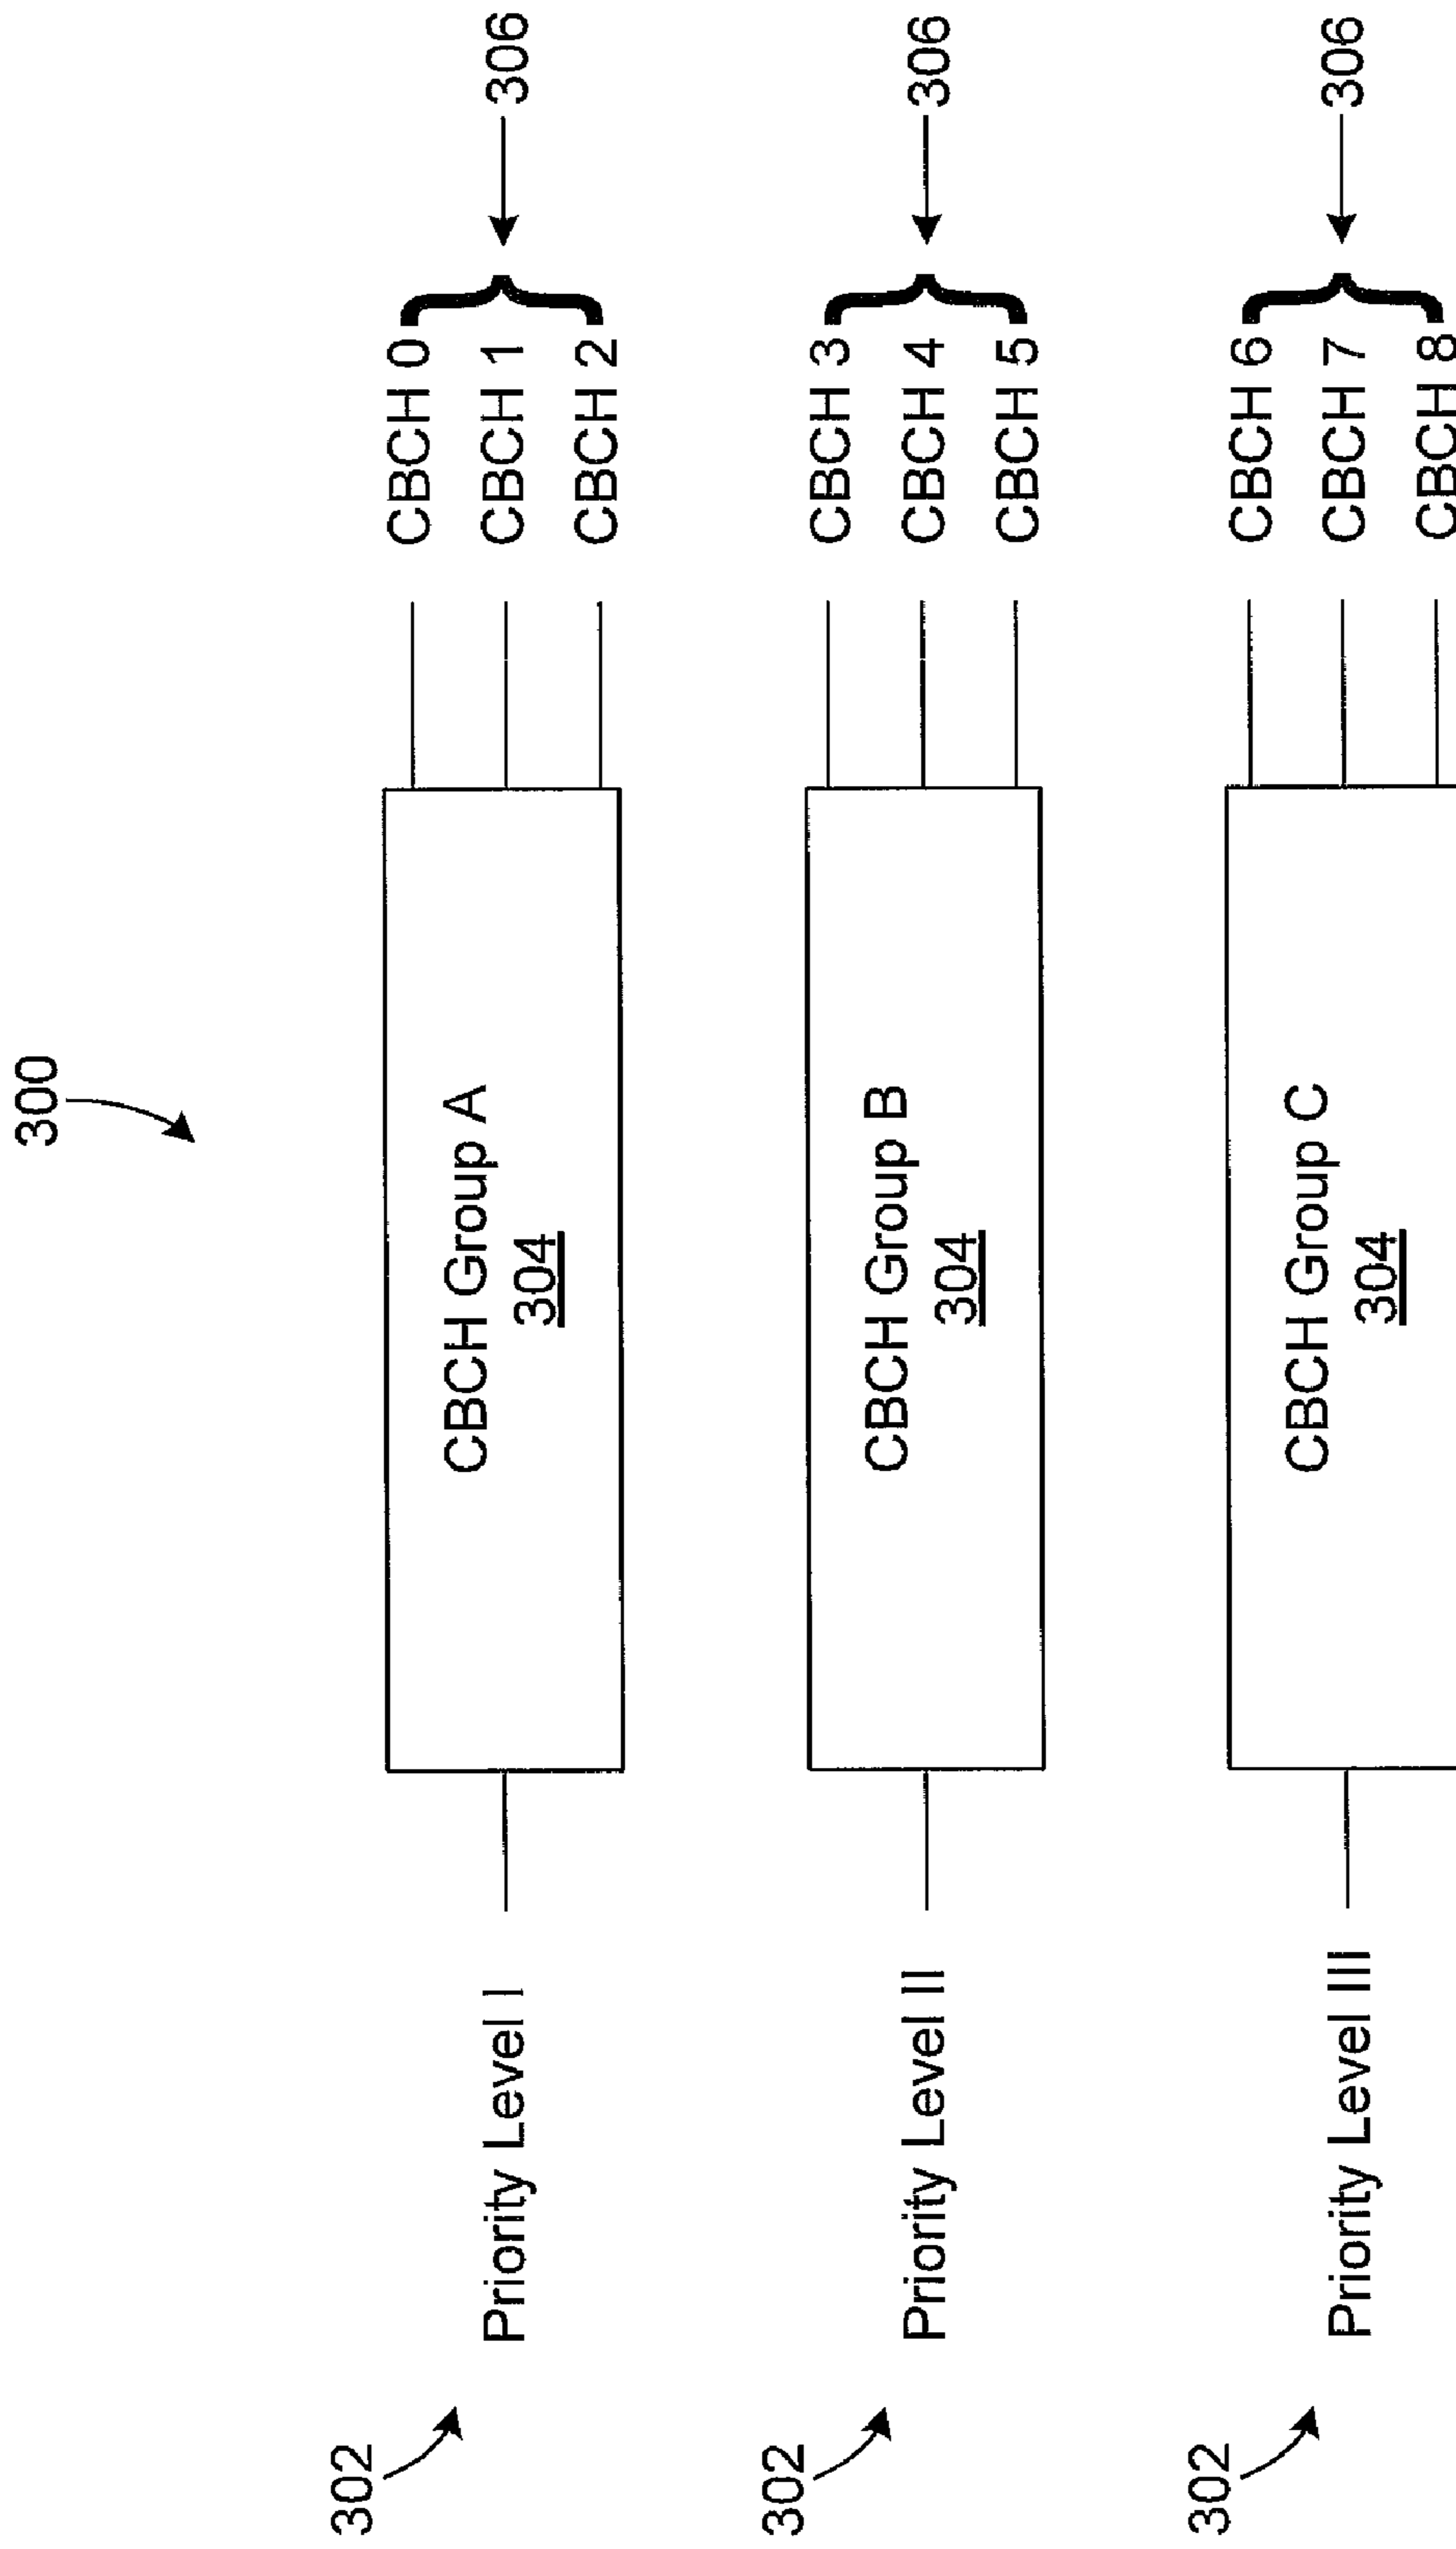 300
302
Priority Level I
CBCH Group A
304
CBCH 0
CBCH 1
CBCH 2
306
302
Priority Level II
CBCH Group B
304
CBCH 3
CBCH 4
CBCH 5
306
302
Priority Level III
CBCH Group C
304
CBCH 6
CBCH 7
CBCH 8
306